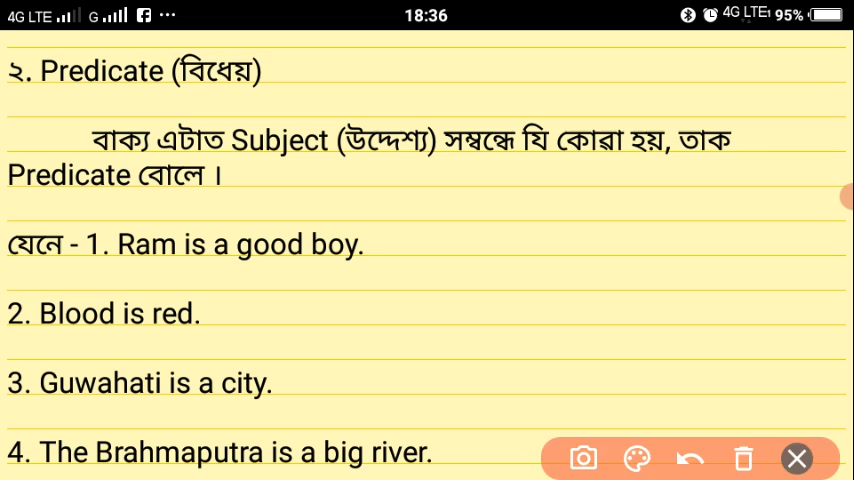 4G LTE G 18:36 4G LTE 95%
২. Predicate (বিধেয়)
বাক্য এটাত Subject (উদ্দেশ্য) সম্বন্ধে যি কোৱা হয়, তাক
Predicate বোলে ।
যেনে - 1. Ram is a good boy.
2. Blood is red.
3. Guwahati is a city.
4. The Brahmaputra is a big river.